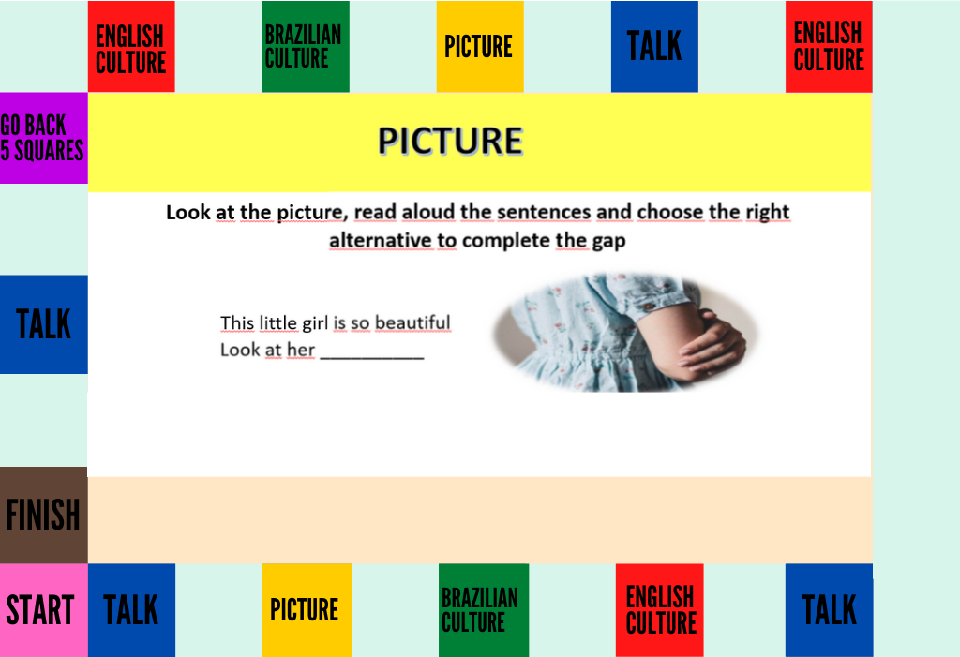 ENGLISH
CULTURE
BRAZILIAN
CULTURE
PICTURE
TALK
ENGLISH
CULTURE
GO BACK
5 SQUARES
PICTURE
Look at the picture, read aloud the sentences and choose the right
alternative to complete the gap
This little girl is so beautiful
Look at her __________
TALK
FINISH
START
TALK
PICTURE
BRAZILIAN
CULTURE
ENGLISH
CULTURE
TALK